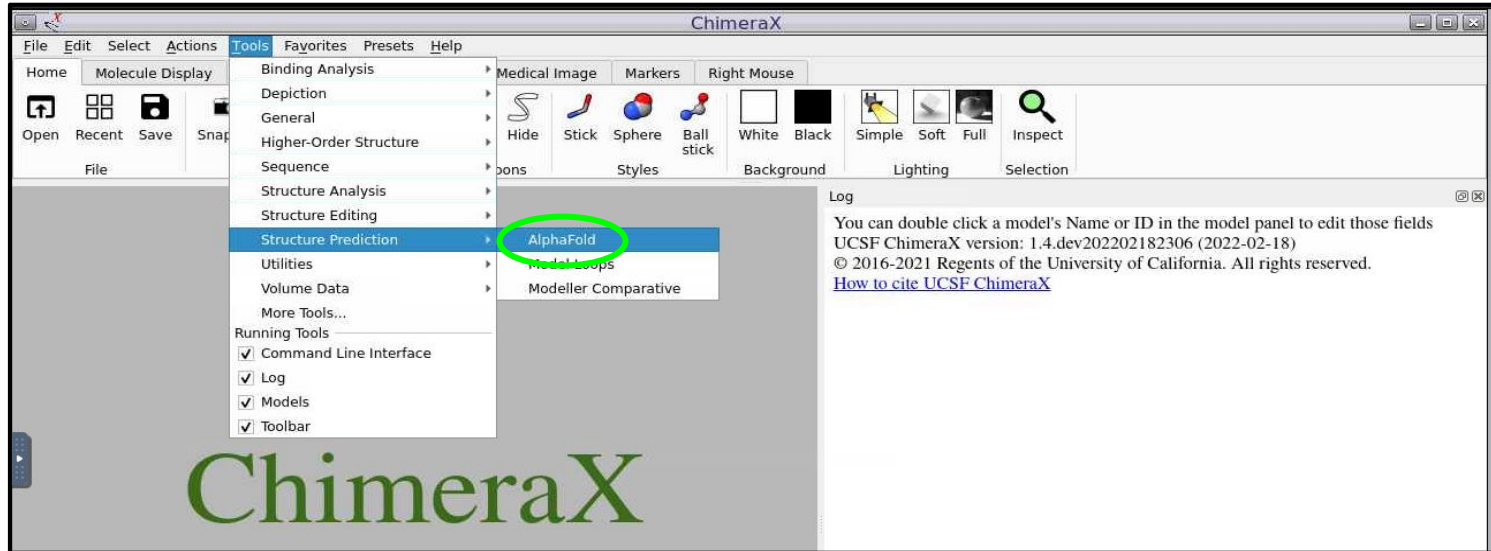 ChimeraX
File Edit Select Actions Tools Favorites Presets Help
Home Molecule Display Medical Image Markers Right Mouse
Open Recent Save Snap Hide Stick Sphere Ball stick White Black Simple Soft Full Inspect
File Styles Background Lighting Selection
Binding Analysis
Depiction
General
Higher-Order Structure
Sequence
Structure Analysis
Structure Editing
Structure Prediction
Utilities
Volume Data
More Tools...
Running Tools
Command Line Interface
Log
Models
Toolbar
AlphaFold
Model Loops
Modeller Comparative
Log
You can double click a model's Name or ID in the model panel to edit those fields
UCSF ChimeraX version: 1.4.dev202202182306 (2022-02-18)
© 2016-2021 Regents of the University of California. All rights reserved.
How to cite UCSF ChimeraX
ChimeraX